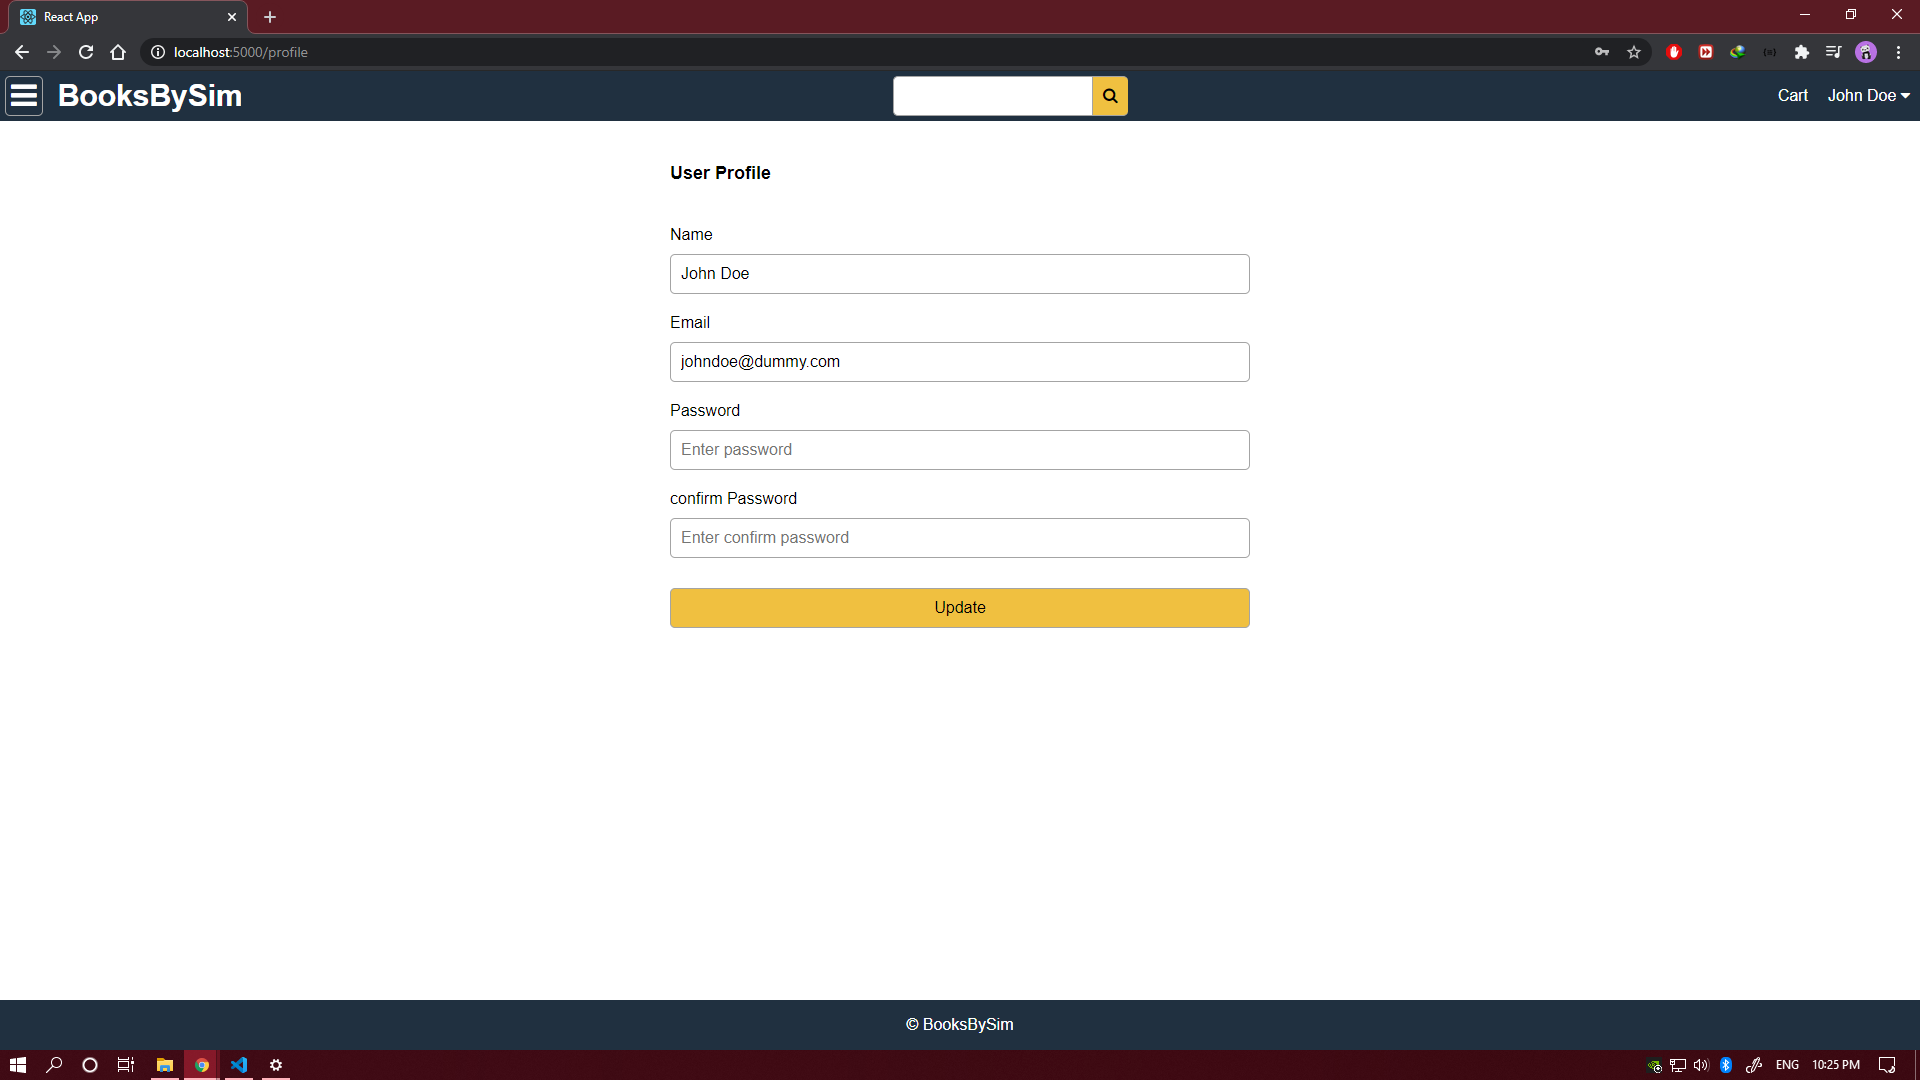 React App
localhost:5000/profile
BooksBySim
Cart
John Doe
User Profile
Name
John Doe
Email
johndoe@dummy.com
Password
Enter password
confirm Password
Enter confirm password
Update
© BooksBySim
ENG
10:25 PM